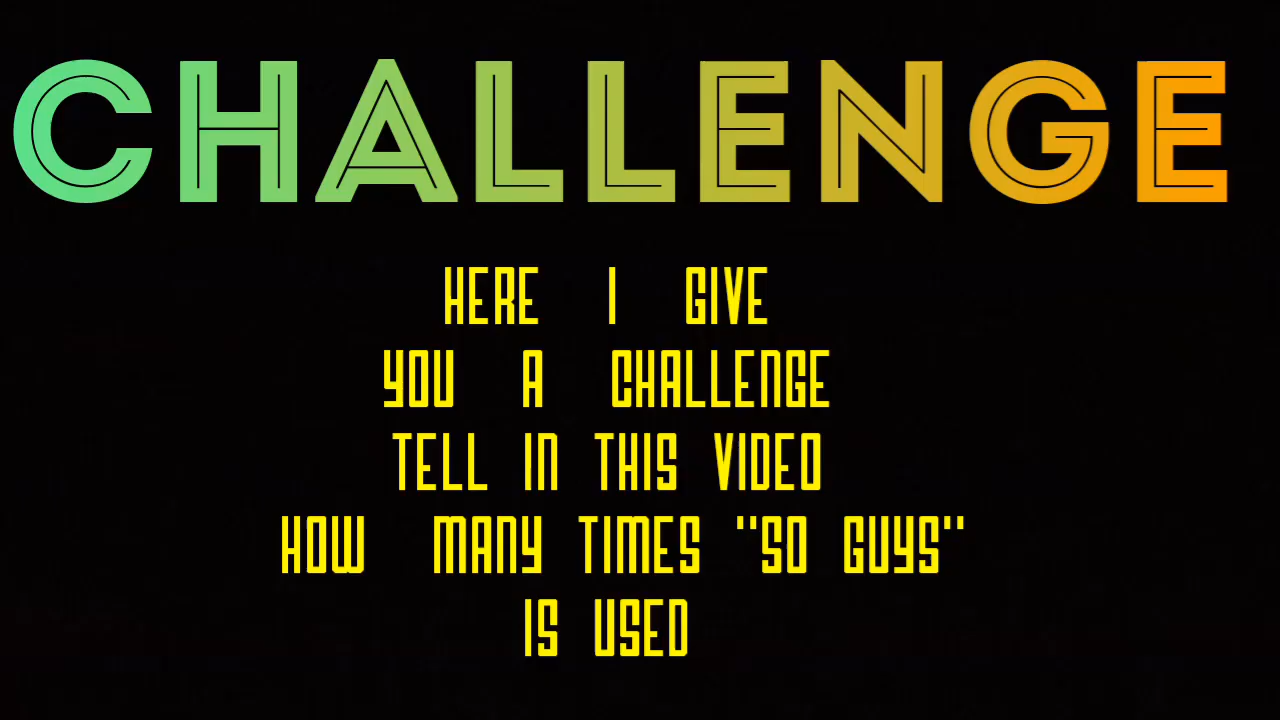 CHALLENGE
HERE I GIVE
YOU A CHALLENGE
TELL IN THIS VIDEO
HOW MANY TIMES "SO GUYS"
IS USED